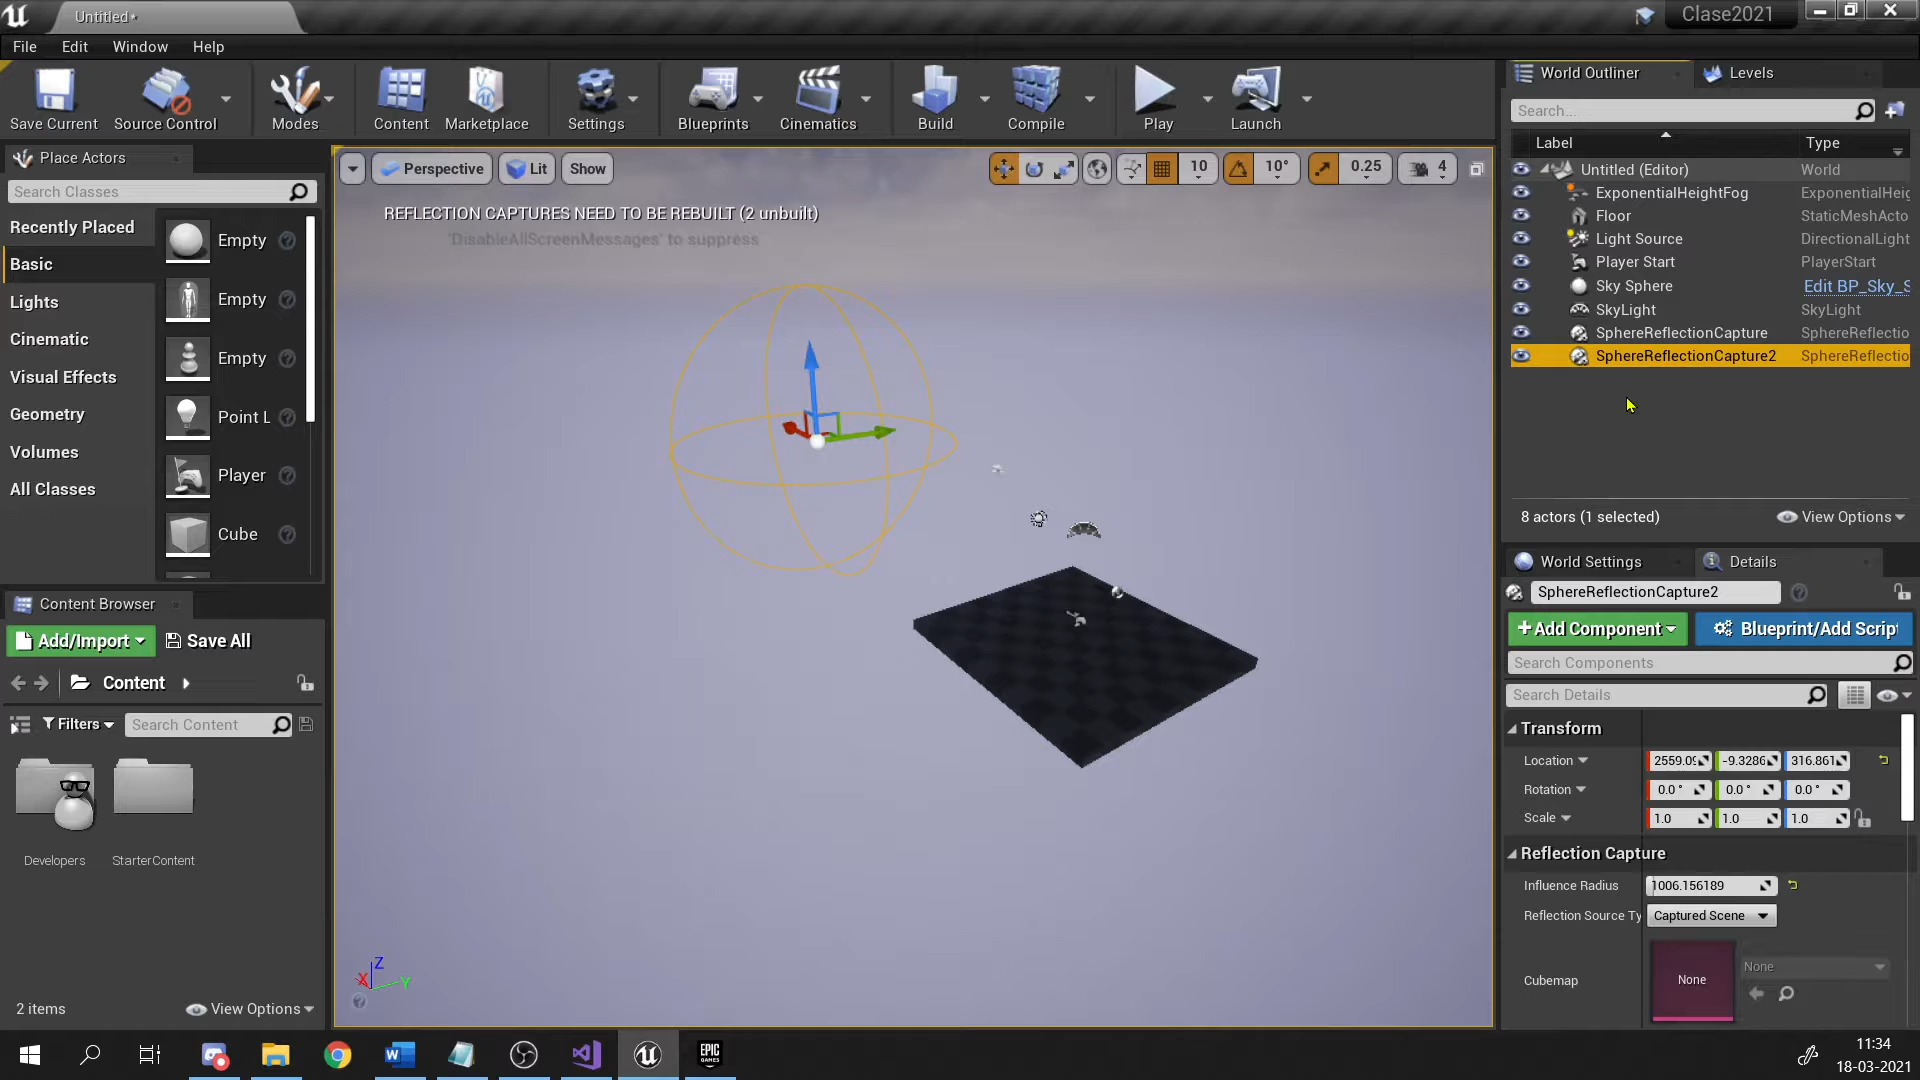 Untitled*
Clase2021
File Edit Window Help
Save Current
Source Control
Modes
Content
Marketplace
Settings
Blueprints
Cinematics
Build
Compile
Play
Launch
Place Actors
Search Classes
Recently Placed
Basic
Lights
Cinematic
Visual Effects
Geometry
Volumes
All Classes
Empty
Empty
Empty
Point L
Player
Cube
Content Browser
Add/Import
Save All
Content
Filters
Search Content
Developers
StarterContent
2 items
View Options
Perspective
Lit
Show
10
10°
0.25
4
REFLECTION CAPTURES NEED TO BE REBUILT (2 unbuilt)
'DisableAllScreenMessages' to suppress
X Z Y
World Outliner
Levels
Search...
Label Type
Untitled (Editor) World
ExponentialHeightFog ExponentialHeig
Floor StaticMeshActo
Light Source DirectionalLight
Player Start PlayerStart
Sky Sphere Edit BP_Sky_S
SkyLight SkyLight
SphereReflectionCapture SphereReflectio
SphereReflectionCapture2 SphereReflectio
8 actors (1 selected)
View Options
World Settings
Details
SphereReflectionCapture2
+Add Component
Blueprint/Add Script
Search Components
Search Details
Transform
Location 2559.09 -9.3286 316.861
Rotation 0.0 ° 0.0 ° 0.0 °
Scale 1.0 1.0 1.0
Reflection Capture
Influence Radius 1006.156189
Reflection Source Ty Captured Scene
Cubemap None None
EPIC GAMES
11:34
18-03-2021